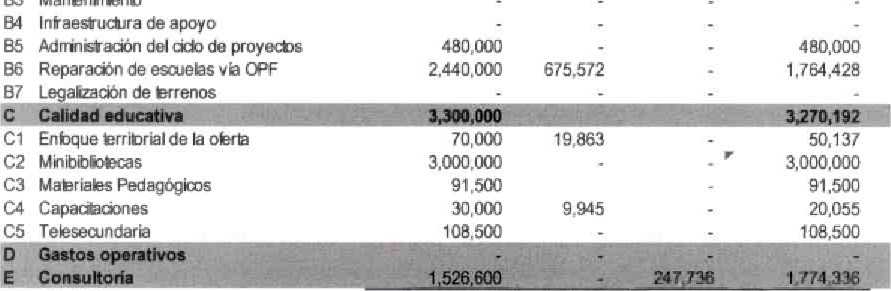 B3 Mantenimiento - - -
B4 Infraestructura de apoyo - - -
B5 Administración del ciclo de proyectos 480,000 - - 480,000
B6 Reparación de escuelas vía OPF 2,440,000 675,572 - 1,764,428
B7 Legalización de terrenos - - - -
C Calidad educativa 3,300,000 3,270,192
C1 Enfoque territorial de la oferta 70,000 19,863 - 50,137
C2 Minibibliotecas 3,000,000 - - 3,000,000
C3 Materiales Pedagógicos 91,500 - 91,500
C4 Capacitaciones 30,000 9,945 - 20,055
C5 Telesecundaria 108,500 - 108,500
D Gastos operativos - - - -
E Consultoría 1,526,600 - 247,736 1,774,336